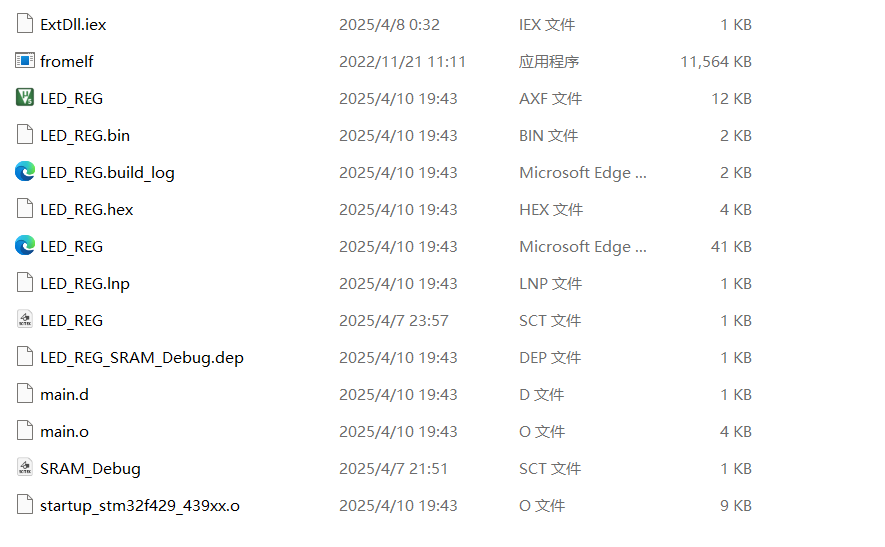 ExtDll.iex 2025/4/8 0:32 IEX 文件 1 KB
fromelf 2022/11/21 11:11 应用程序 11,564 KB
LED_REG 2025/4/10 19:43 AXF 文件 12 KB
LED_REG.bin 2025/4/10 19:43 BIN 文件 2 KB
LED_REG.build_log 2025/4/10 19:43 Microsoft Edge ... 2 KB
LED_REG.hex 2025/4/10 19:43 HEX 文件 4 KB
LED_REG 2025/4/10 19:43 Microsoft Edge ... 41 KB
LED_REG.lnp 2025/4/10 19:43 LNP 文件 1 KB
LED_REG 2025/4/7 23:57 SCT 文件 1 KB
LED_REG_SRAM_Debug.dep 2025/4/10 19:43 DEP 文件 1 KB
main.d 2025/4/10 19:43 D 文件 1 KB
main.o 2025/4/10 19:43 O 文件 4 KB
SRAM_Debug 2025/4/7 21:51 SCT 文件 1 KB
startup_stm32f429_439xx.o 2025/4/10 19:43 O 文件 9 KB